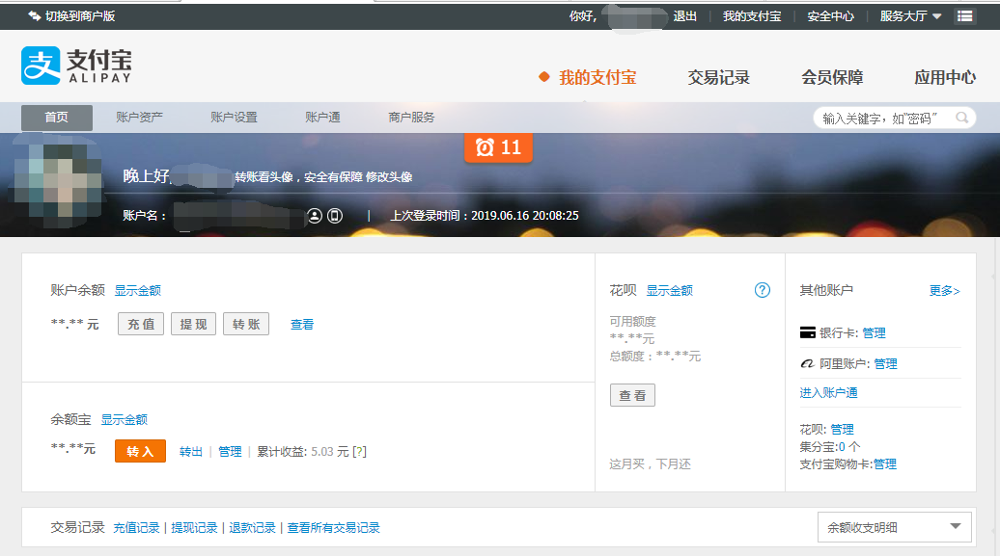 切换到商户版
你好, 退出 | 我的支付宝 | 安全中心 | 服务大厅
支 支付宝 ALIPAY
我的支付宝 交易记录 会员保障 应用中心
首页 账户资产 账户设置 账户通 商户服务 输入关键字，如“密码”
11
晚上好, 转账看头像，安全有保障 修改头像
账户名： | 上次登录时间：2019.06.16 20:08:25
账户余额 显示金额
**.** 元 充 值 提 现 转 账 查看
余额宝 显示金额
**.**元 转 入 转出 | 管理 | 累计收益: 5.03 元 [?]
花呗 显示金额 ?
可用额度
**.**元
总额度：**.**元
查 看
这月买，下月还
其他账户 更多>
银行卡: 管理
阿里账户: 管理
进入账户通
花呗: 管理
集分宝:0 个
支付宝购物卡:管理
交易记录 充值记录 | 提现记录 | 退款记录 | 查看所有交易记录 余额收支明细